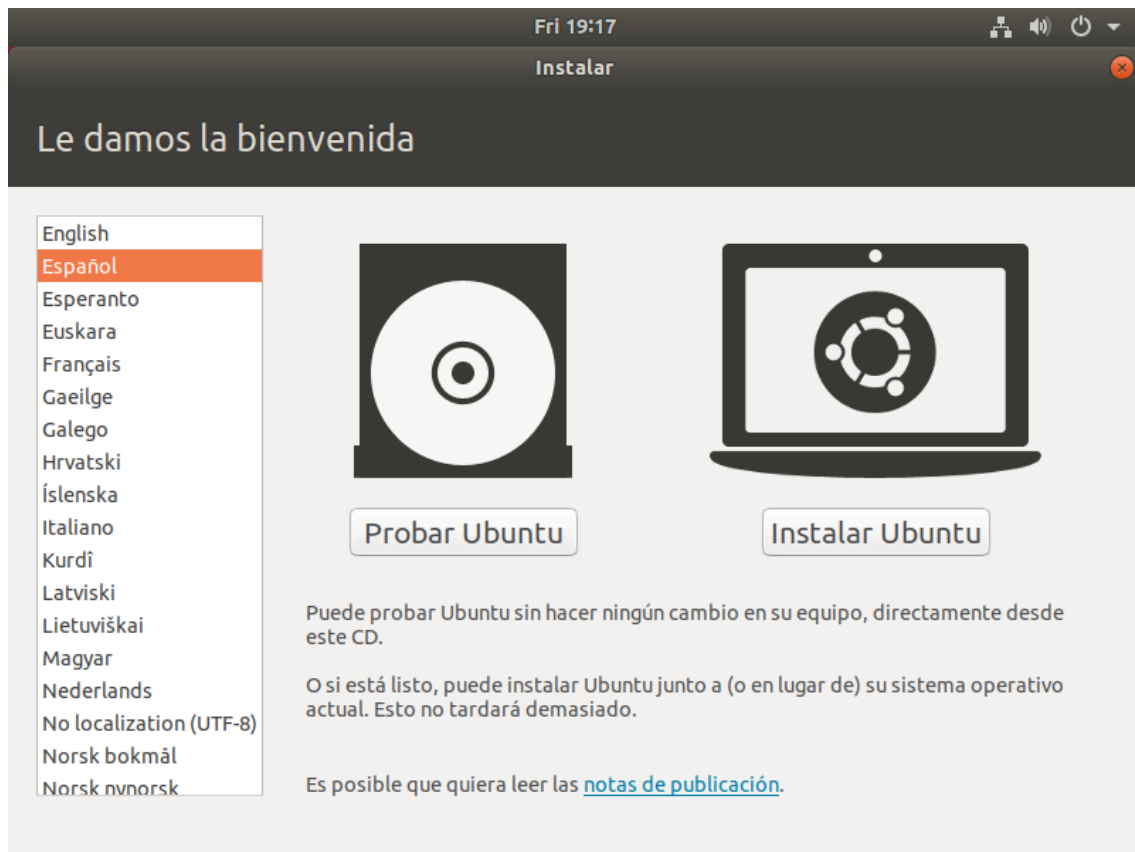 Fri 19:17
Instalar
Le damos la bienvenida
English
Español
Esperanto
Euskara
Français
Gaeilge
Galego
Hrvatski
Íslenska
Italiano
Kurdî
Latviski
Lietuviškai
Magyar
Nederlands
No localization (UTF-8)
Norsk bokmål
Norsk nynorsk
Probar Ubuntu
Instalar Ubuntu
Puede probar Ubuntu sin hacer ningún cambio en su equipo, directamente desde
este CD.
O si está listo, puede instalar Ubuntu junto a (o en lugar de) su sistema operativo
actual. Esto no tardará demasiado.
Es posible que quiera leer las notas de publicación.